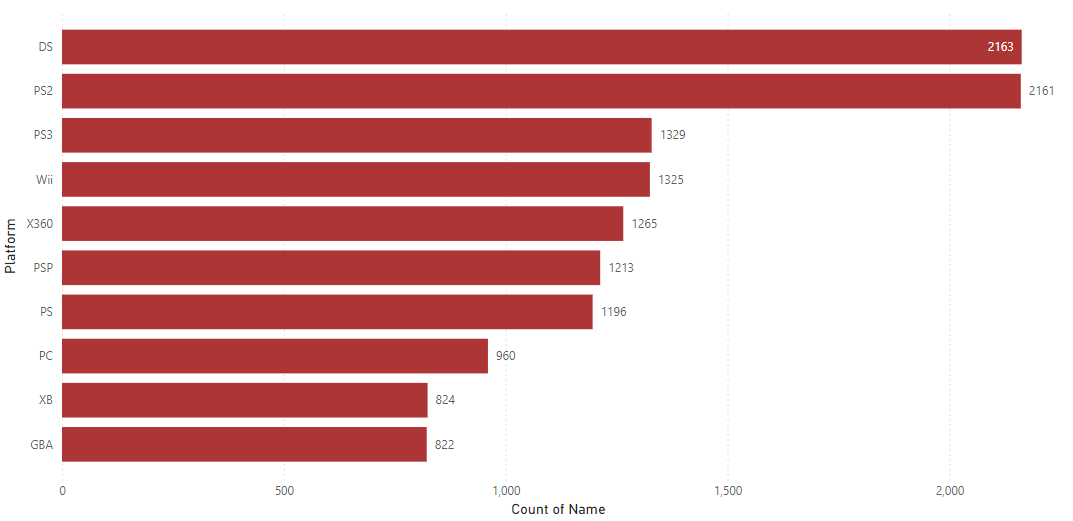 DS 2163
PS2 2161
PS3 1329
Wii 1325
X360 1265
PSP 1213
PS 1196
PC 960
XB 824
GBA 822
Platform
0 500 1,000 1,500 2,000
Count of Name